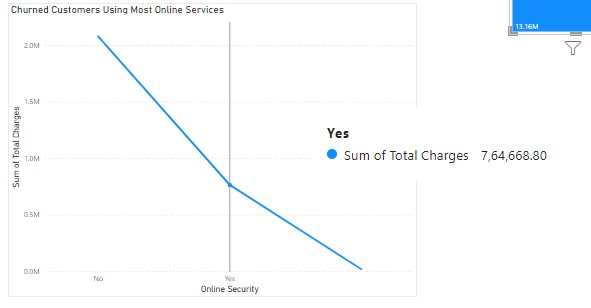 Churned Customers Using Most Online Services
13.16M
2.0M
1.5M
1.0M
0.5M
0.0M
Sum of Total Charges
Yes
Sum of Total Charges 7,64,668.80
No
Yes
Online Security